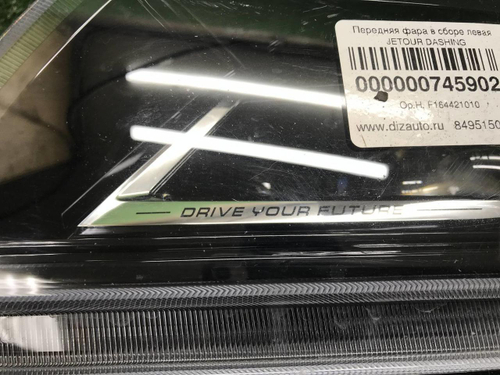 Передняя фара в сборе левая
JETOUR DASHING
000000745902
Ор.Н. F164421010
www.dizauto.ru 8495150
DRIVE YOUR FUTURE